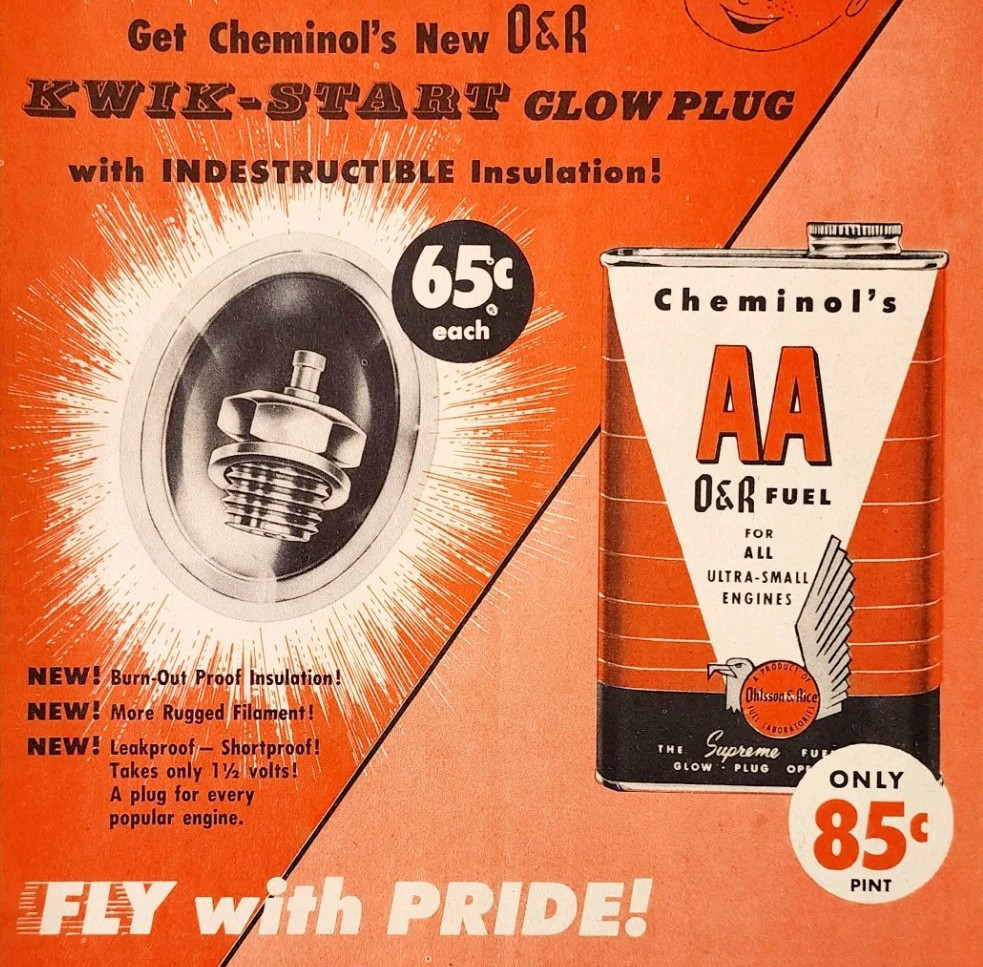 Get Cheminol's New O&R
KWIK-START GLOW PLUG
with INDESTRUCTIBLE Insulation!
65¢
each
Cheminol's
AA
O&R FUEL
FOR
ALL
ULTRA-SMALL
ENGINES
A PRODUCT OF
Ohlsson & Rice
FUEL LABORATORIES
THE Supreme
GLOW-PLUG
NEW! Burn-Out Proof Insulation!
NEW! More Rugged Filament!
NEW! Leakproof — Shortproof!
Takes only 1½ volts!
A plug for every
popular engine.
ONLY
85¢
PINT
FLY with PRIDE!